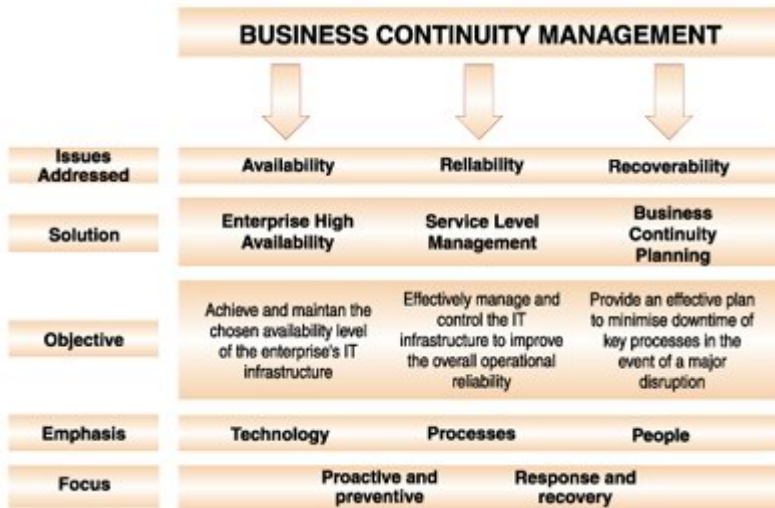 BUSINESS CONTINUITY MANAGEMENT
Issues
Addressed
Availability
Reliability
Recoverability
Solution
Enterprise High
Availability
Service Level
Management
Business
Continuity
Planning
Objective
Achieve and maintan the
chosen availability level
of the enterprise's IT
infrastructure
Effectively manage and
control the IT
infrastructure to improve
the overall operational
reliability
Provide an effective plan
to minimise downtime of
key processes in the
event of a major
disruption
Emphasis
Technology
Processes
People
Focus
Proactive and
preventive
Response and
recovery